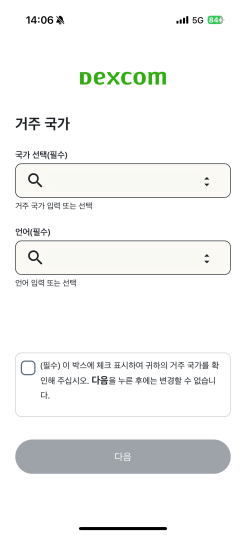 14:06
5G 84
Dexcom
거주 국가
국가 선택(필수)
거주 국가 입력 또는 선택
언어(필수)
언어 입력 또는 선택
(필수) 이 박스에 체크 표시하여 귀하의 거주 국가를 확
인해 주십시오. 다음을 누른 후에는 변경할 수 없습니
다.
다음